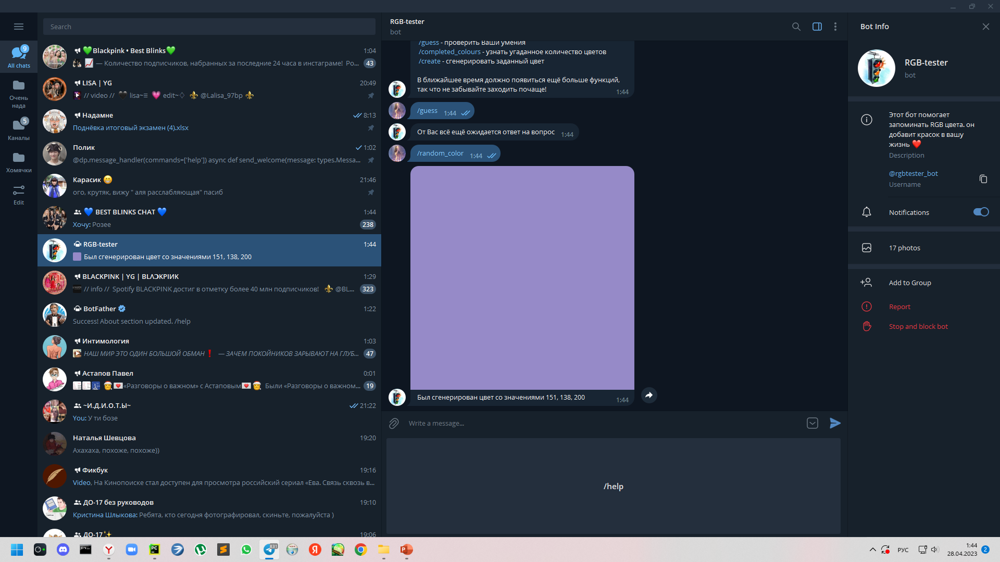 All chats
9
Очень
нада
Каналы
5
Хомячки
Edit
Search
💚Blackpink • Best Blinks💚
1:04
— Количество подписчиков, набранных за последние 24 часа в инстаграме! Ро...
43
LISA | YG
20:49
// video // 🖤 lisa~≡ 💗 edit~♢ ⚜ @Lalisa_97bp ⚜
Надамне
8:13
Поднёвка итоговый экзамен (4).xlsx
Полик
1:02
@dp.message_handler(commands=['help']) async def send_welcome(message: types.Messa...
Карасик 😁
21:46
ого, крутяк, вижу " аля расслабляющая" пасиб
💙 BEST BLINKS CHAT 💙
1:44
Хочу: Розее
238
RGB-tester
1:44
Был сгенерирован цвет со значениями 151, 138, 200
BLACKPINK | YG | BLΛƆKPIИK
1:29
// info // Spotify BLACKPINK достиг в отметку более 40 млн подписчиков! ⚜ @BL...
323
BotFather
1:22
Success! About section updated. /help
Интимология
1:03
НАШ МИР ЭТО ОДИН БОЛЬШОЙ ОБМАН❗ — ЗАЧЕМ ПОКОЙНИКОВ ЗАРЫВАЮТ НА ГЛУБ...
47
Астапов Павел
0:01
«Разговоры о важном» с Астаповым💌 Были «Разговоры о важном...
19
~И.Д.И.О.Т.Ы~
21:22
You: У ти бозе
Наталья Шевцова
19:20
Ахахаха, похоже, похоже))
Фикбук
19:16
Video, На Кинопоиске стал доступен для просмотра российский сериал «Ева. Связь сквозь в...
ДО-17 без руководов
19:10
Кристина Шлыкова: Ребята, кто сегодня фотографировал, скиньте, пожалуйста )
ДО-17✨
19:06
RGB-tester
bot
/guess - проверить Ваши умения
/completed_colours - узнать угаданное количество цветов
/create - сгенерировать заданный цвет
В ближайшее время должно появиться ещё больше функций,
так что не забывайте заходить почаще!
1:44
/guess
1:44
От Вас всё ещё ожидается ответ на вопрос
1:44
/random_color
1:44
Был сгенерирован цвет со значениями 151, 138, 200
1:44
Write a message...
/help
Bot Info
RGB-tester
bot
Этот бот помогает
запоминать RGB цвета. он
добавит красок в вашу
жизнь ❤️
Description
@rgbtester_bot
Username
Notifications
17 photos
Add to Group
Report
Stop and block bot
831
РУС
1:44
28.04.2023
2